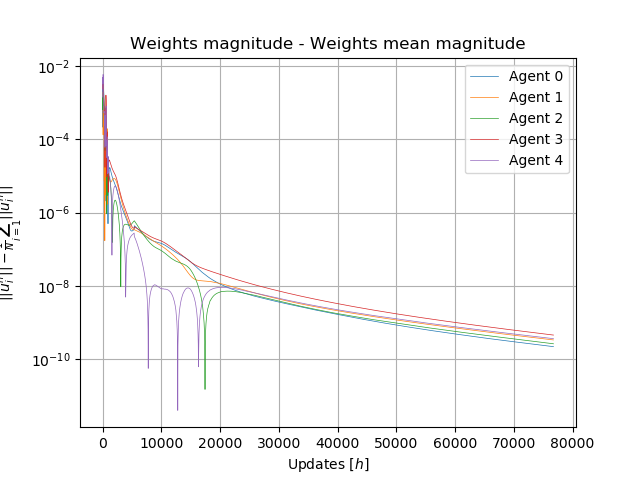 Weights magnitude - Weights mean magnitude
10⁻²
10⁻⁴
10⁻⁶
10⁻⁸
10⁻¹⁰
Agent 0
Agent 1
Agent 2
Agent 3
Agent 4
0 10000 20000 30000 40000 50000 60000 70000 80000
Updates [h]